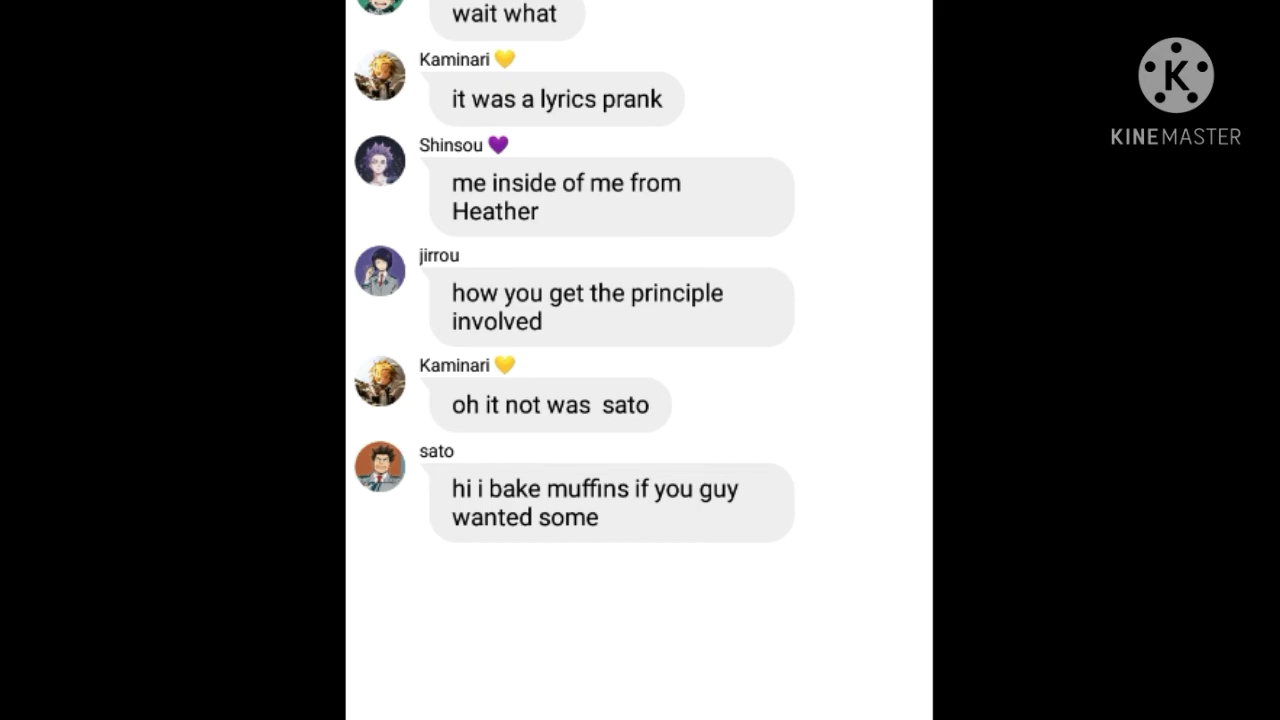 wait what
Kaminari 💛
it was a lyrics prank
Shinsou 💜
me inside of me from
Heather
jirrou
how you get the principle
involved
Kaminari 💛
oh it not was  sato
sato
hi i bake muffins if you guy
wanted some
K
KINEMASTER